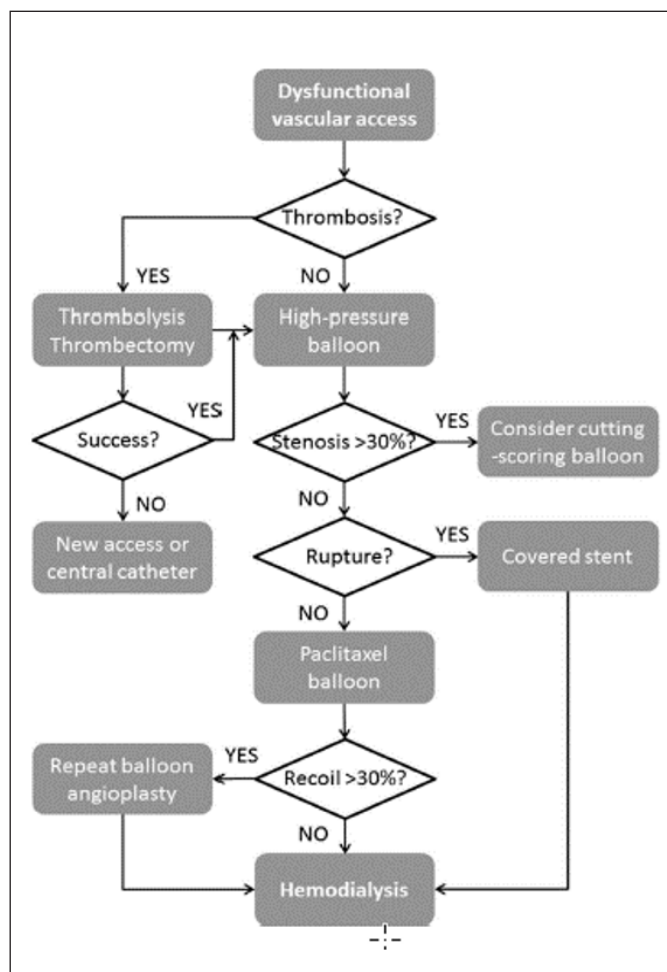 Dysfunctional
vascular access
Thrombosis?
YES
NO
Thrombolysis
Thrombectomy
High-pressure
balloon
YES
Success?
Stenosis >30%?
YES
Consider cutting
-scoring balloon
NO
NO
New access or
central catheter
Rupture?
YES
Covered stent
NO
Paclitaxel
balloon
Repeat balloon
angioplasty
YES
Recoil >30%?
NO
Hemodialysis